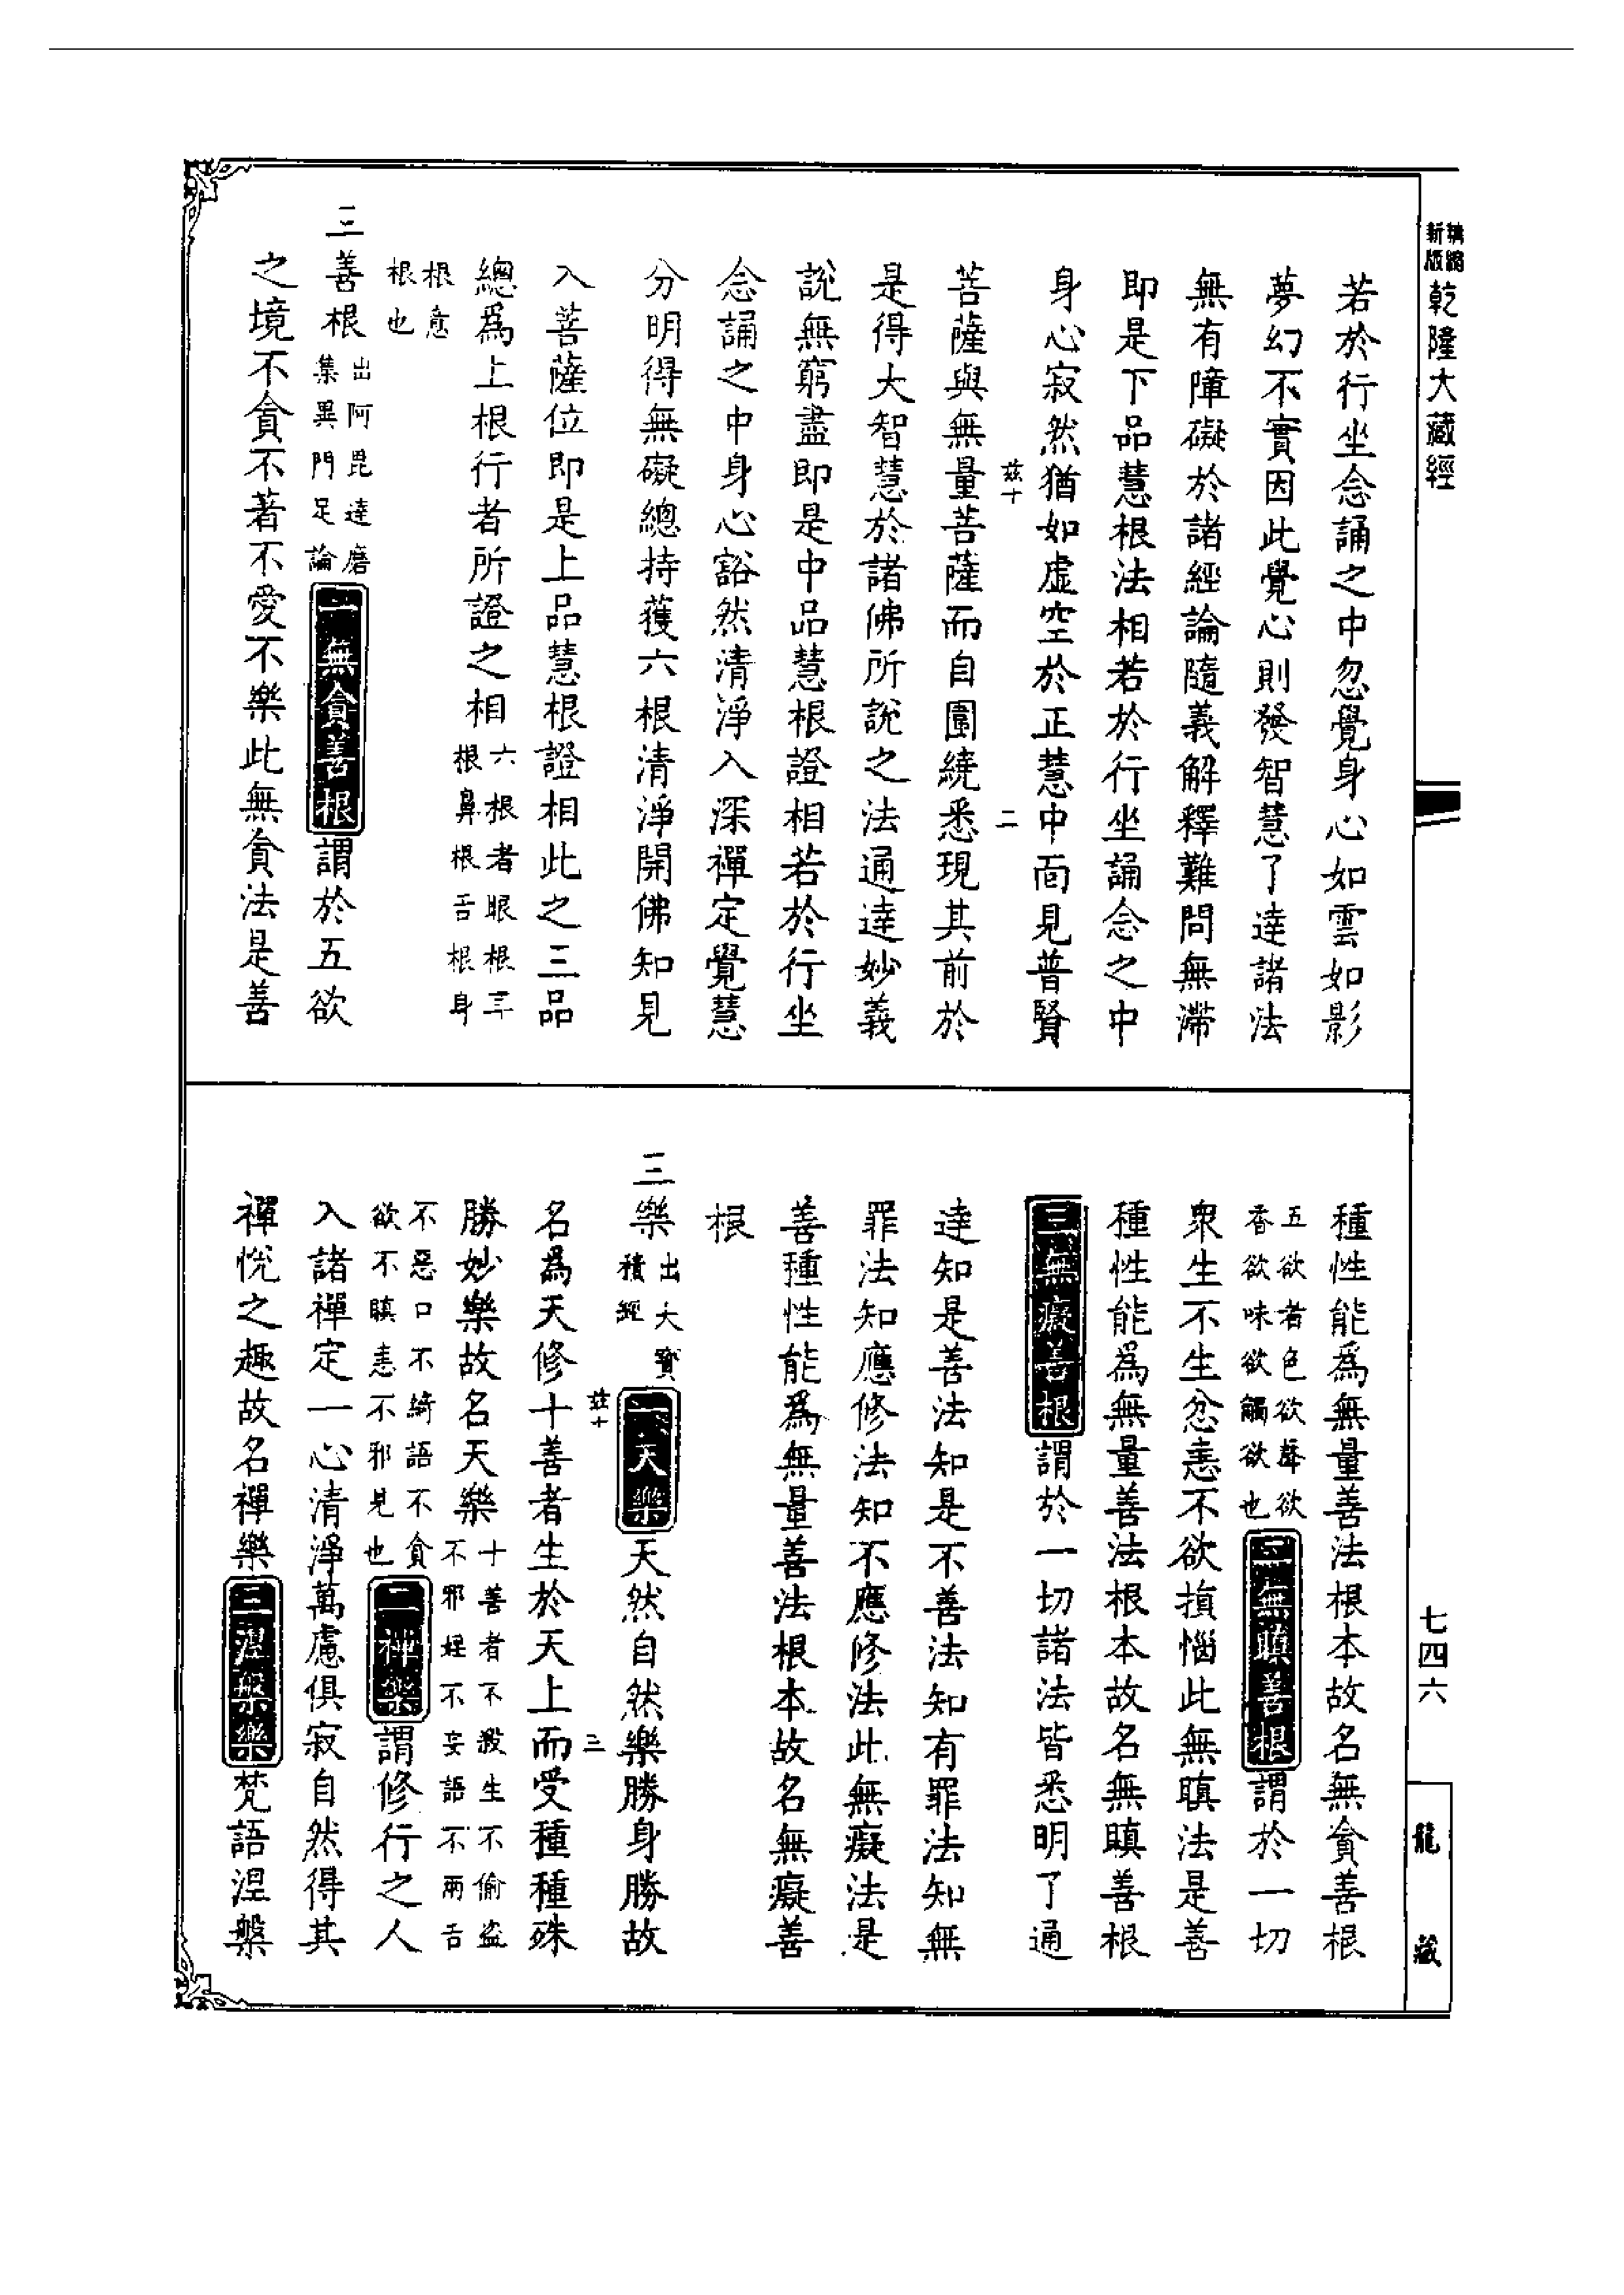 新版
精縮
乾隆大藏經
七四六
龍藏
若於行坐念誦之中忽覺身心如雲如影
夢幻不實因此覺心則發智慧了達諸法
無有障礙於諸經論隨義解釋難問無滯
即是下品慧根法相若於行坐誦念之中
身心寂然猶如虛空於正慧中面見普賢
茲十
二
菩薩與無量菩薩而自圍繞悉現其前於
是得大智慧於諸佛所說之法通達妙義
說無窮盡即是中品慧根證相若於行坐
念誦之中身心豁然清淨入深禪定覺慧
分明得無礙總持獲六根清淨開佛知見
入菩薩位即是上品慧根證相此之三品
總為上根行者所證之相六根者眼根耳根鼻根舌根身
根意根也
三善根出阿毘達磨集異門足論一無貪善根謂於五欲
之境不貪不著不愛不樂此無貪法是善
種性能為無量善法根本故名無貪善根
五欲者色欲聲欲香欲味欲觸欲也二無瞋善根謂於一切
衆生不生忿恚不欲損惱此無瞋法是善
種性能為無量善法根本故名無瞋善根
三無癡善根謂於一切諸法皆悉明了通
達知是善法知是不善法知有罪法知無
罪法知應修法知不應修法此無癡法是
善種性能為無量善法根本故名無癡善
根
三樂出大寶積經一天樂天然自然樂勝身勝故
茲十
三
名為天修十善者生於天上而受種種殊
勝妙樂故名天樂十善者不殺生不偷盜不邪婬不妄語不兩舌
不惡口不綺語不貪欲不瞋恚不邪見也二禪樂謂修行之人
入諸禪定一心清淨萬慮俱寂自然得其
禪悅之趣故名禪樂三涅槃樂梵語涅槃